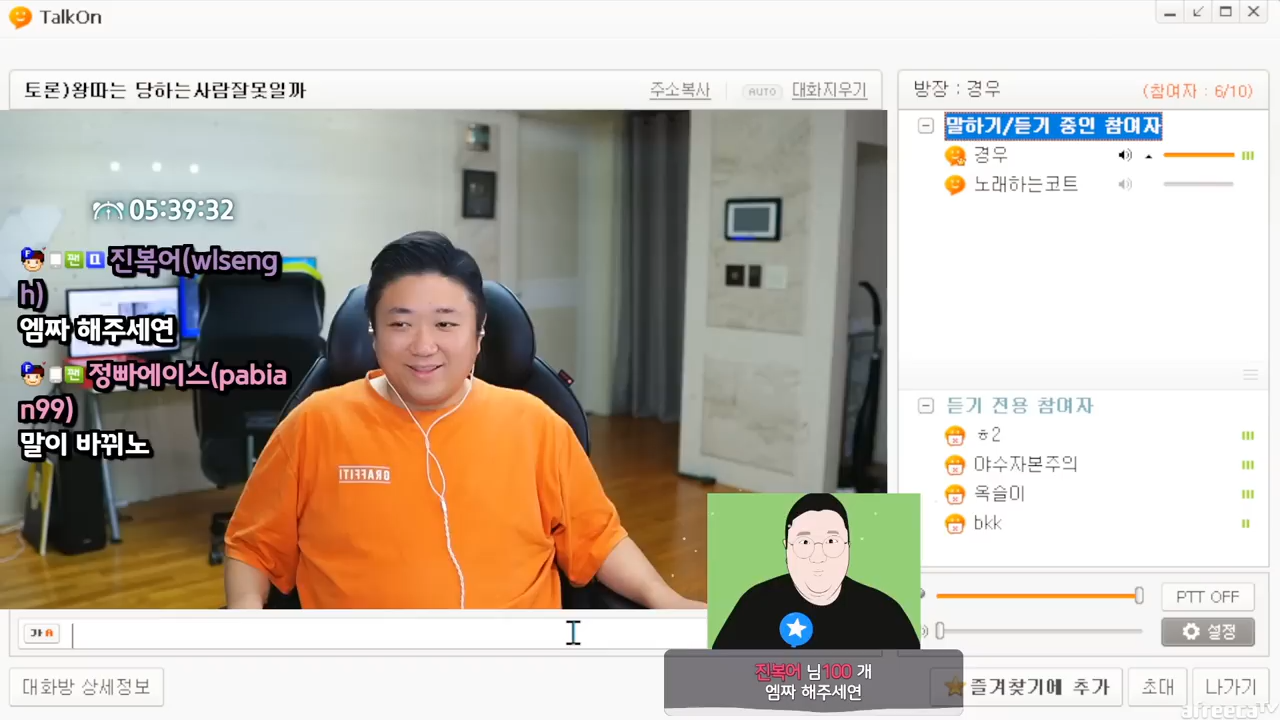 TalkOn
토론)왕따는 당하는사람잘못일까
주소복사
AUTO
대화지우기
방장 : 경우
(참여자 : 6/10)
말하기/듣기 중인 참여자
경우
노래하는코트
05:39:32
진복어(wlseng
h)
엠짜 해주세연
정빠에이스(pabia
n99)
말이 바뀌노
GRAFFITI
듣기 전용 참여자
ㅎ2
야수자본주의
옥슬이
bkk
PTT OFF
설정
가A
진복어 님100 개
엠짜 해주세연
대화방 상세정보
즐겨찾기에 추가
초대
나가기
afreecaTV